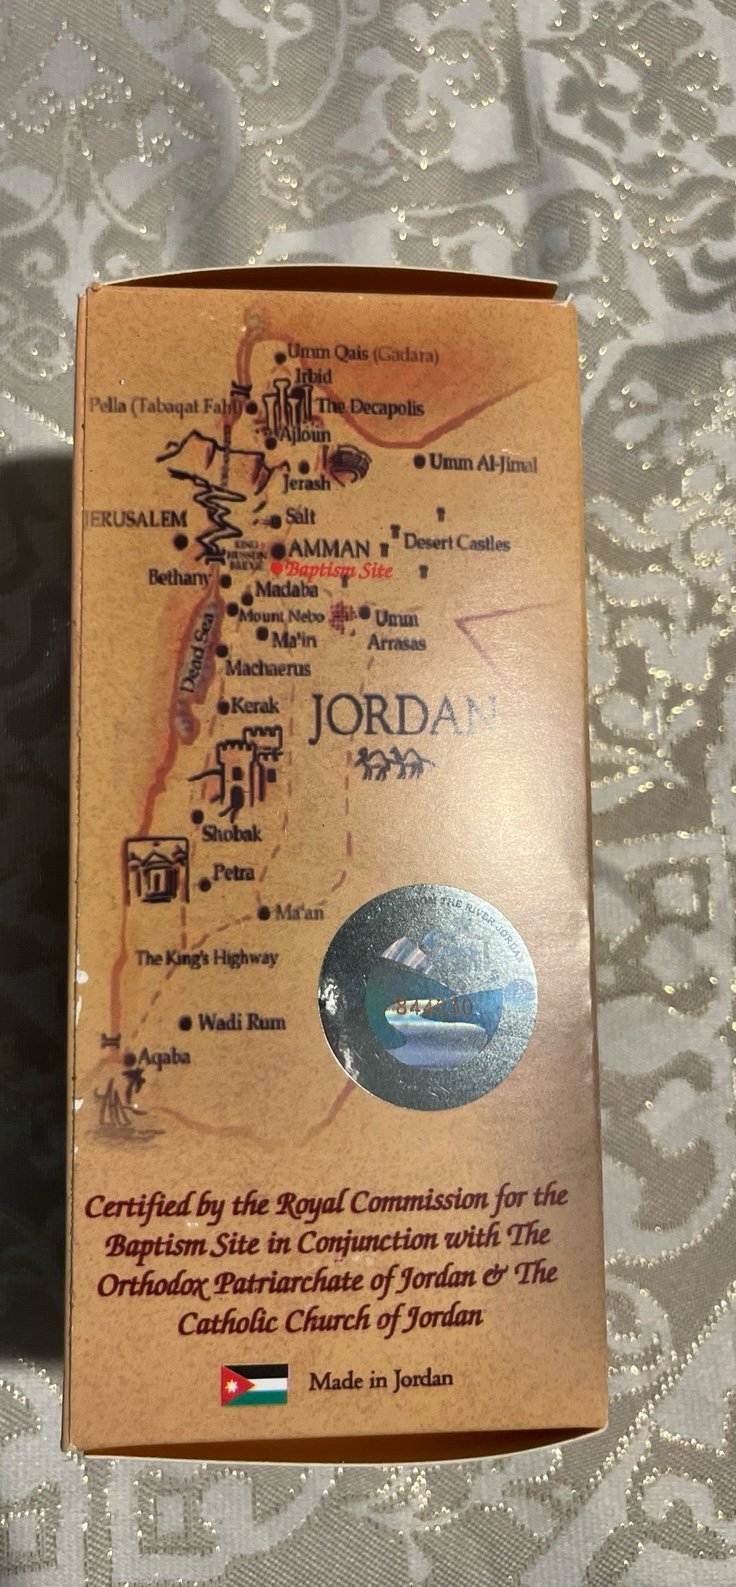 Umm Qais (Gadara)
Irbid
Pella (Tabaqat Fahl)
The Decapolis
Ajloun
Umm Al-Jimal
Jerash
JERUSALEM
Salt
KING
HUSSEIN
BRIDGE
AMMAN
Desert Castles
Baptism Site
Bethany
Madaba
Mount Nebo
Umm
Arrasas
Ma'in
Dead Sea
Machaerus
Kerak
JORDAN
Shobak
Petra
Ma'an
THE RIVER JORDAN
The King's Highway
Wadi Rum
Aqaba
Certified by the Royal Commission for the
Baptism Site in Conjunction with The
Orthodox Patriarchate of Jordan & The
Catholic Church of Jordan
Made in Jordan